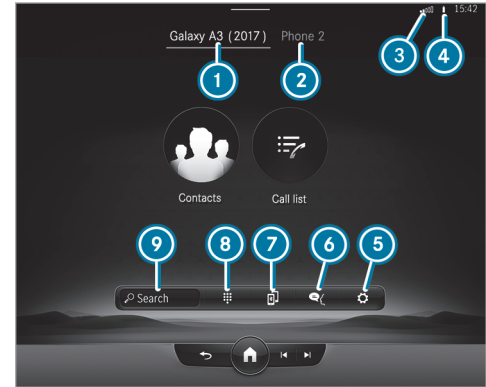 15:42
Galaxy A3 (2017) Phone 2
3 4
1 2
Contacts Call list
9 8 7 6 5
Search